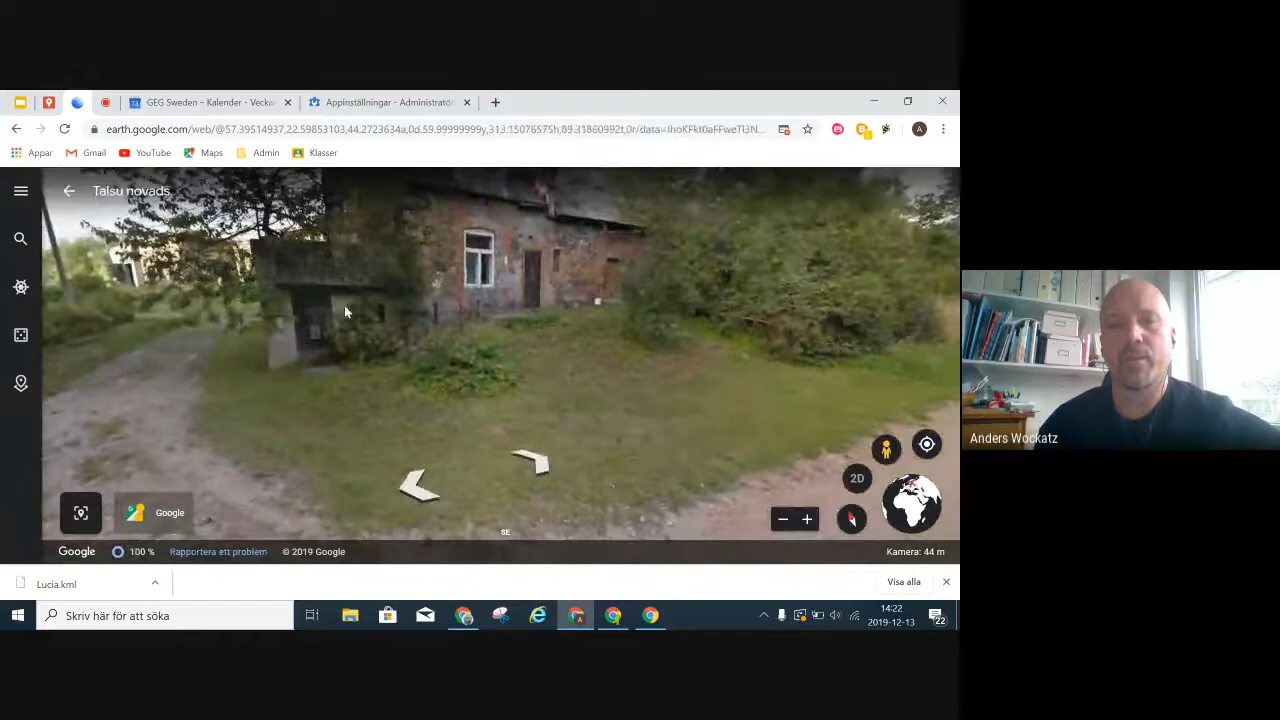 GEG Sweden – Kalender - Vecka
Appinställningar - Administratör
earth.google.com/web/@57.39514937,22.59853103,44.2723634a,0d,59.99999999y,313.15076575h,89.31860992t,0r/data=
Appar
Gmail
YouTube
Maps
Admin
Klasser
Talsu novads
Anders Wockatz
2D
Google
SE
Google
100 %
Rapportera ett problem
© 2019 Google
Kamera: 44 m
Lucia.kml
Visa alla
Skriv här för att söka
14:22
2019-12-13
22